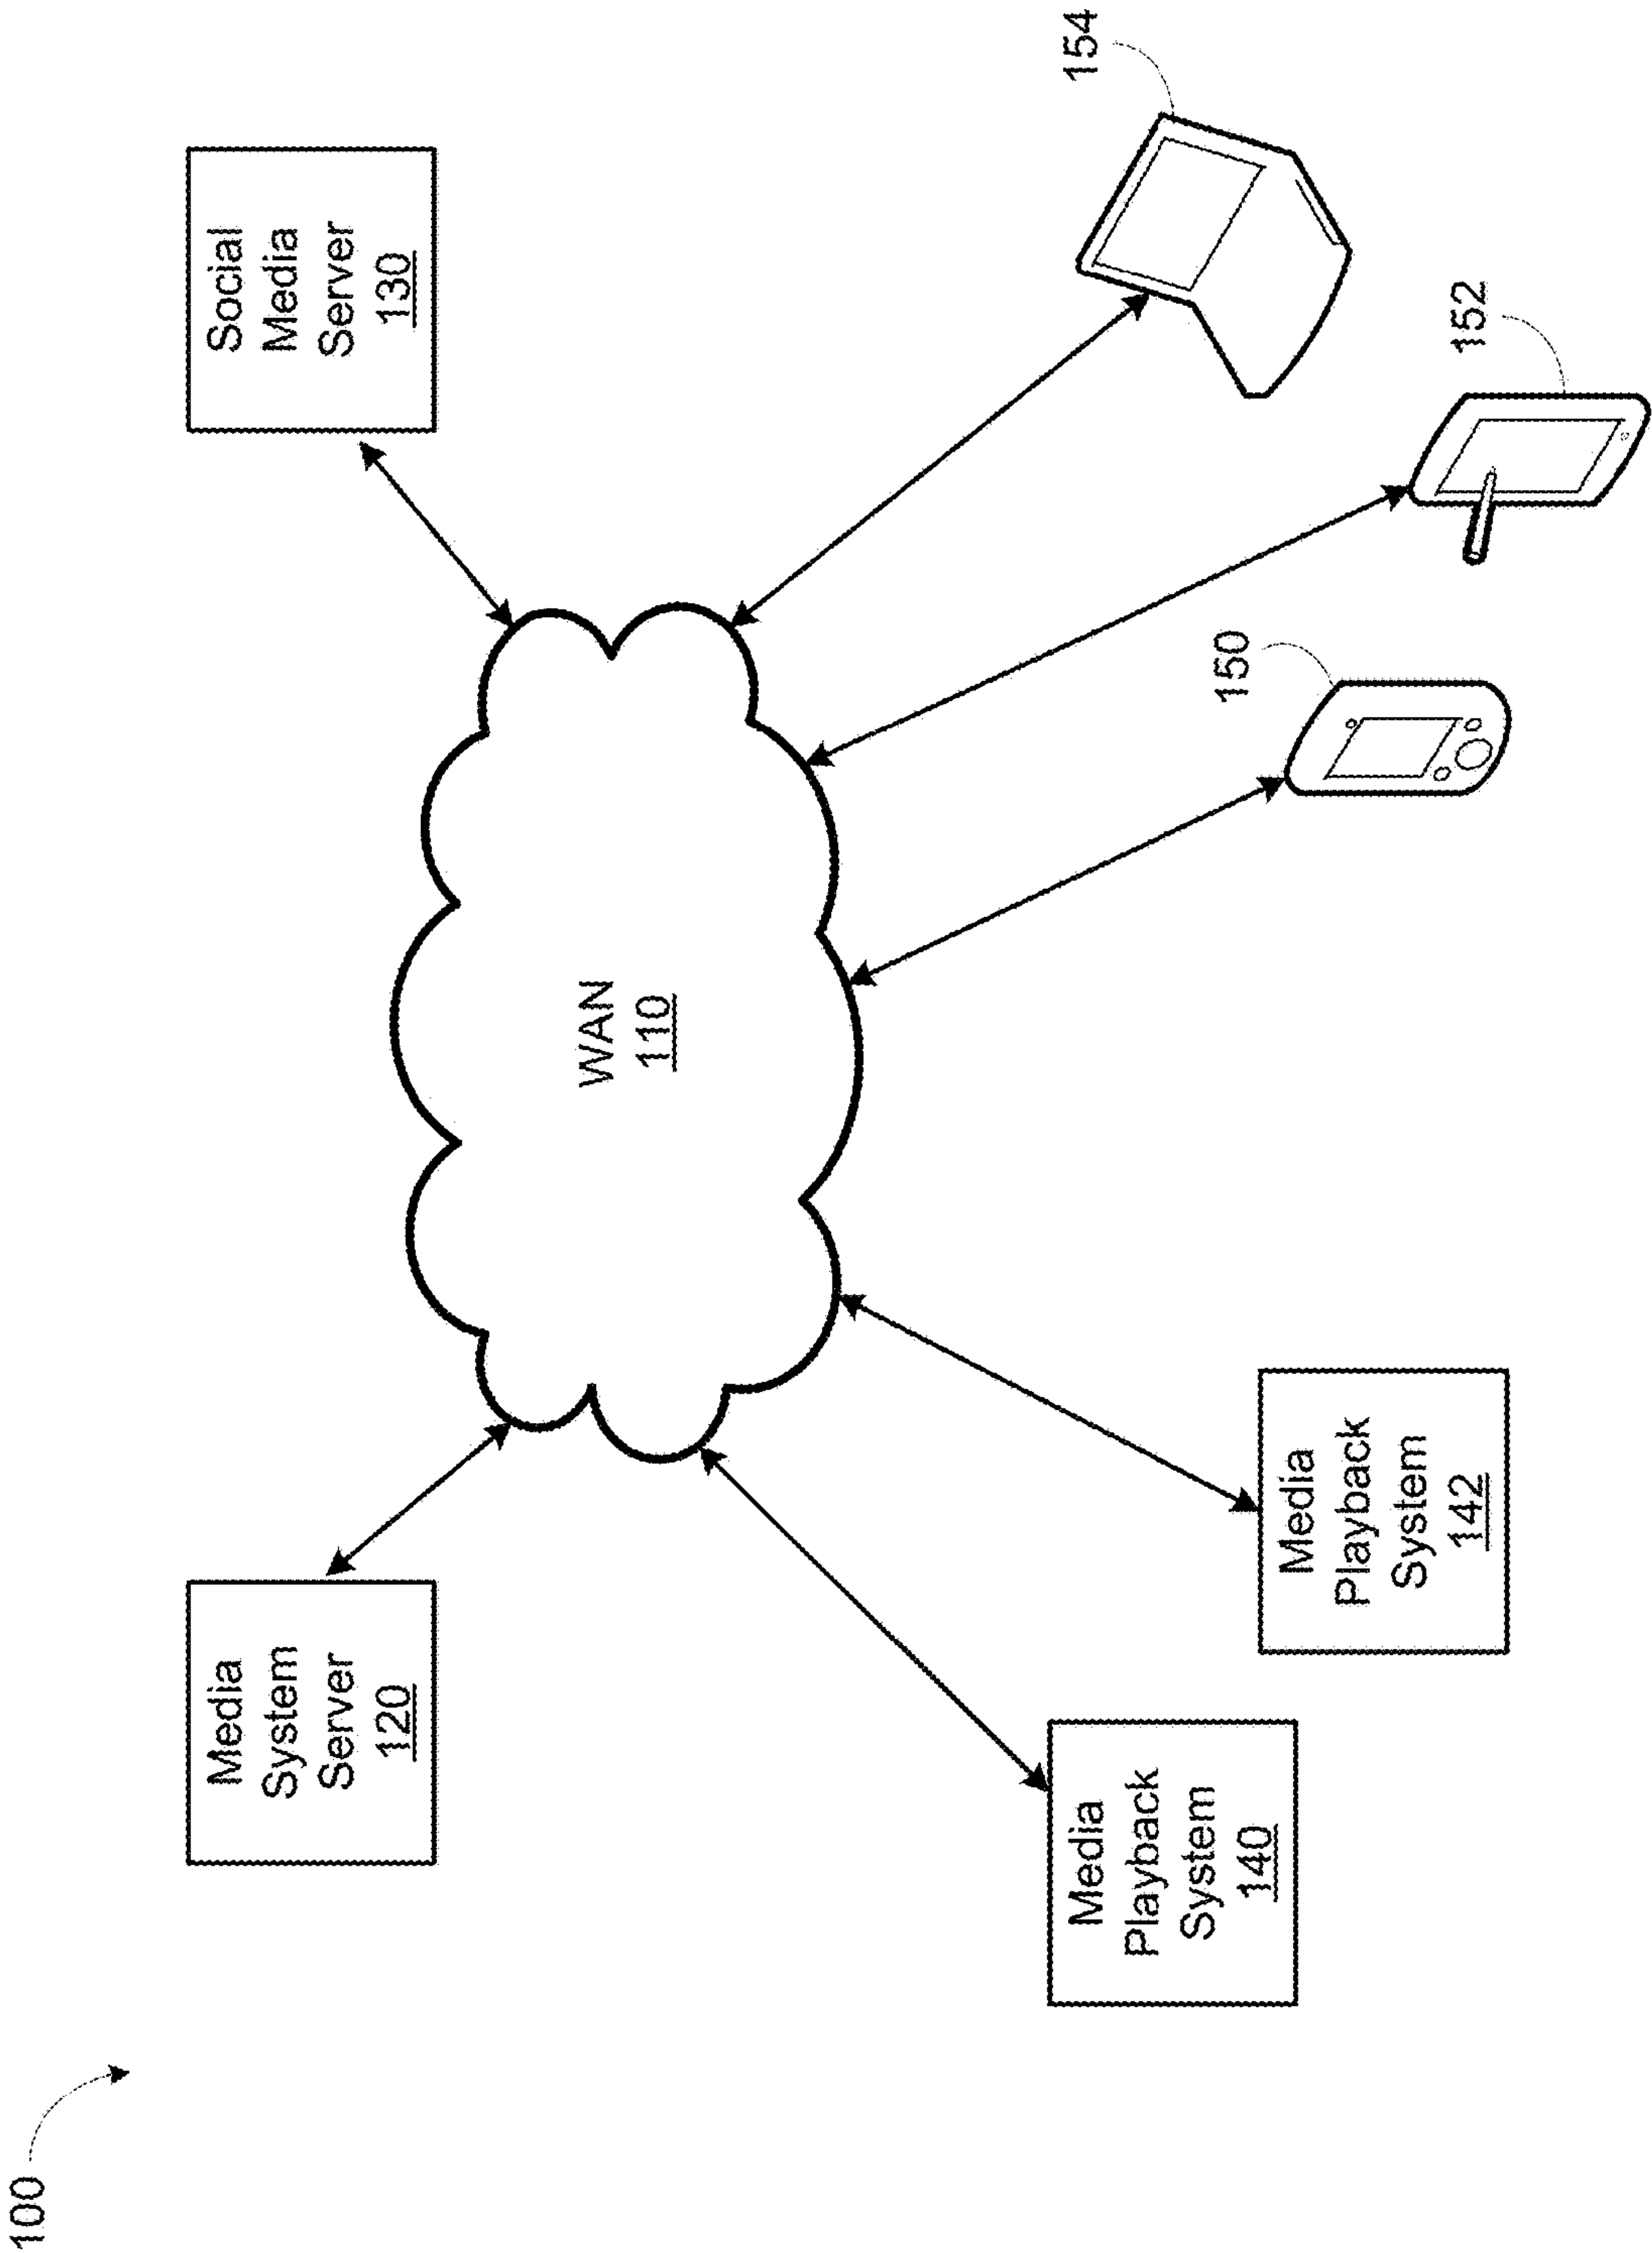 100
Media
System
Server
120
Social
Media
Server
130
WAN
110
Media
Playback
System
140
Media
Playback
System
142
150
152
154